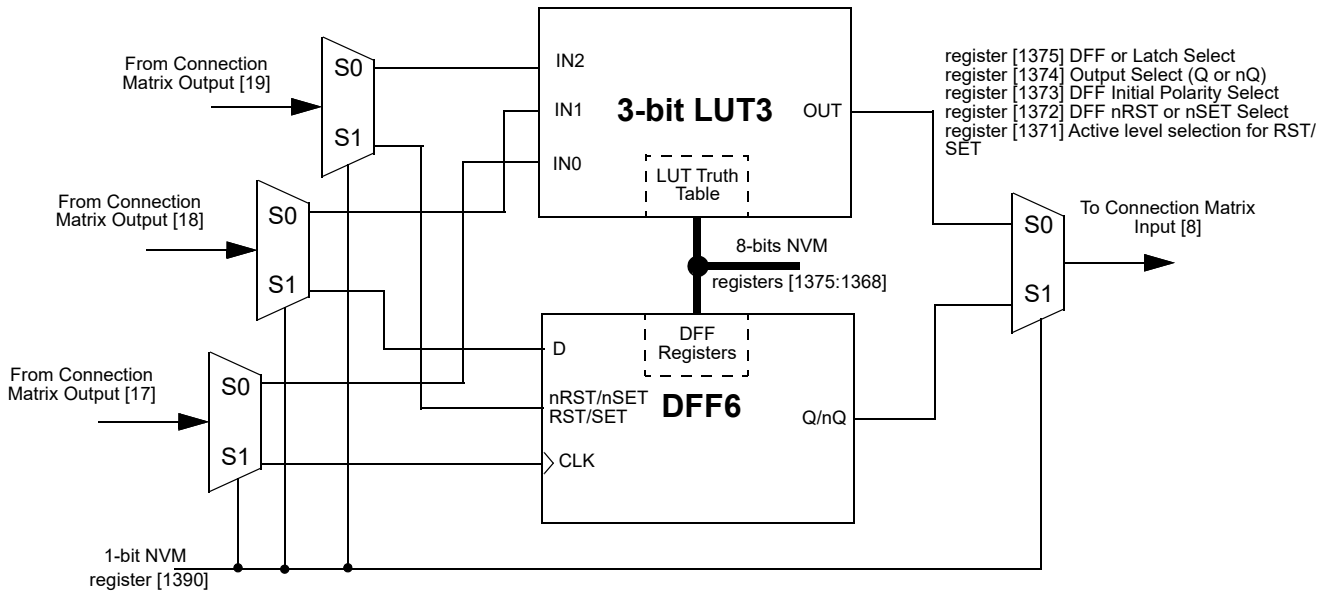 From Connection
Matrix Output [19]
S0
S1
IN2
IN1
IN0
3-bit LUT3
OUT
LUT Truth
Table
register [1375] DFF or Latch Select
register [1374] Output Select (Q or nQ)
register [1373] DFF Initial Polarity Select
register [1372] DFF nRST or nSET Select
register [1371] Active level selection for RST/
SET
From Connection
Matrix Output [18]
S0
S1
8-bits NVM
registers [1375:1368]
S0
S1
To Connection Matrix
Input [8]
From Connection
Matrix Output [17]
S0
S1
D
nRST/nSET
RST/SET
CLK
DFF
Registers
DFF6
Q/nQ
1-bit NVM
register [1390]